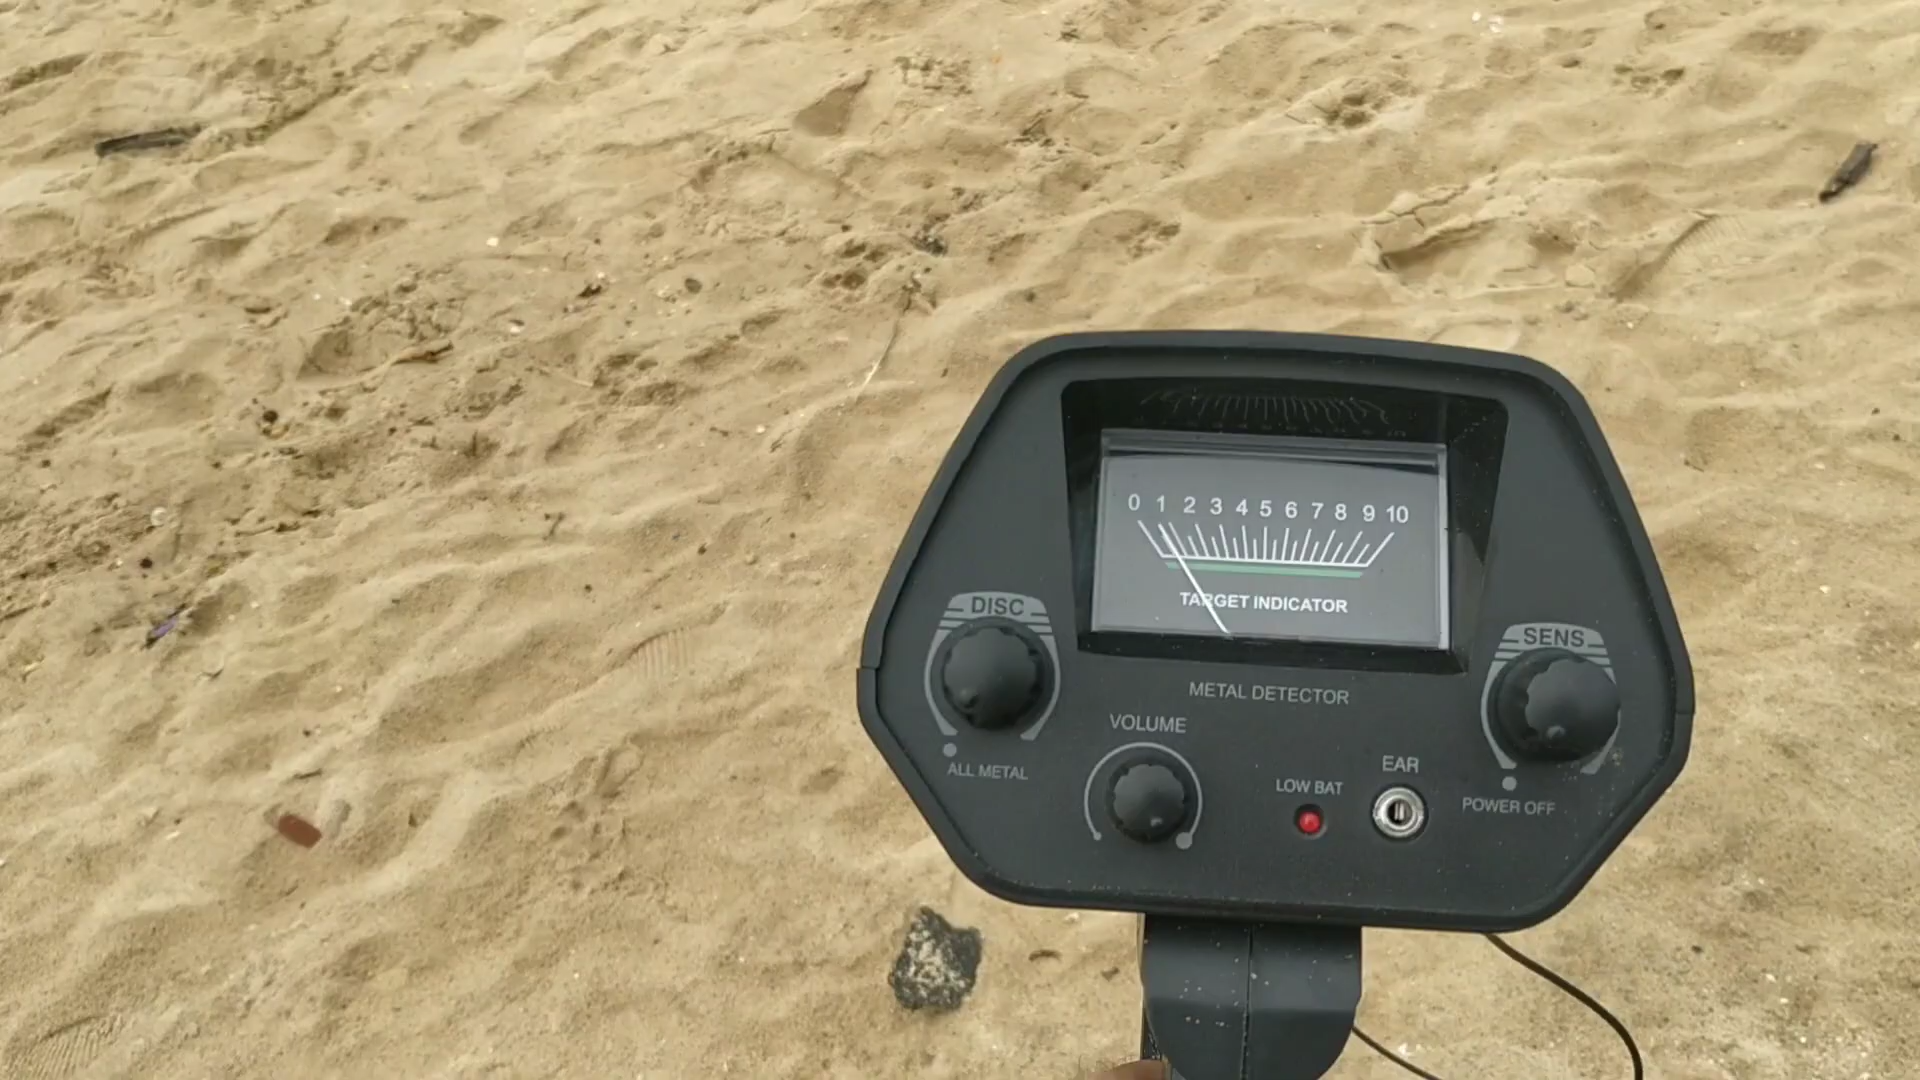 0 1 2 3 4 5 6 7 8 9 10
TARGET INDICATOR
DISC
SENS
METAL DETECTOR
VOLUME
ALL METAL
LOW BAT
EAR
POWER OFF